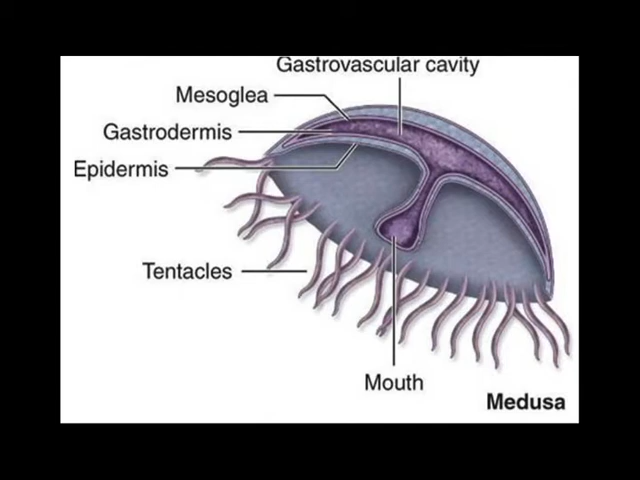 Gastrovascular cavity
Mesoglea
Gastrodermis
Epidermis
Tentacles
Mouth
Medusa